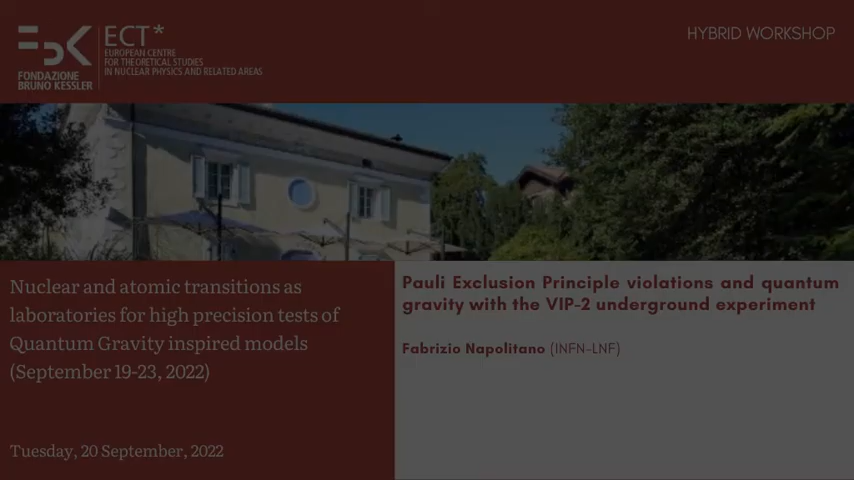 ECT*
EUROPEAN CENTRE
FOR THEORETICAL STUDIES
IN NUCLEAR PHYSICS AND RELATED AREAS
FONDAZIONE
BRUNO KESSLER
HYBRID WORKSHOP
Nuclear and atomic transitions as
laboratories for high precision tests of
Quantum Gravity inspired models
(September 19-23, 2022)
Tuesday, 20 September, 2022
Pauli Exclusion Principle violations and quantum
gravity with the VIP-2 underground experiment
Fabrizio Napolitano (INFN-LNF)